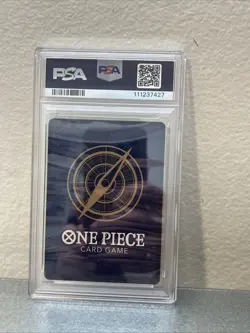 PSA
PSA
111237427
ONE PIECE
CARD GAME